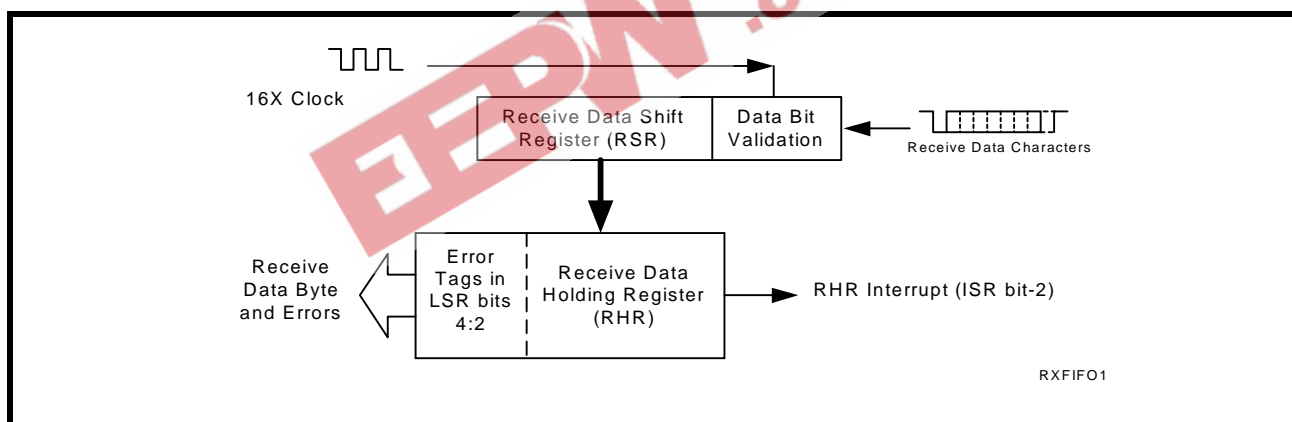 16X Clock
Receive Data Shift
Register (RSR)
Data Bit
Validation
Receive Data Characters
Receive
Data Byte
and Errors
Error
Tags in
LSR bits
4:2
Receive Data
Holding Register
(RHR)
RHR Interrupt (ISR bit-2)
RXFIFO1
EEPW